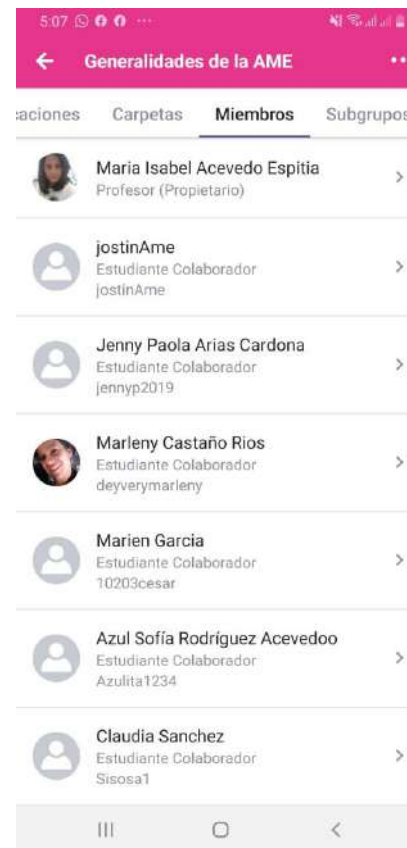 5:07
Generalidades de la AME
caciones Carpetas Miembros Subgrupos
Maria Isabel Acevedo Espitia
Profesor (Propietario)
jostinAme
Estudiante Colaborador
jostinAme
Jenny Paola Arias Cardona
Estudiante Colaborador
jennyp2019
Marleny Castaño Rios
Estudiante Colaborador
deyverymarleny
Marien Garcia
Estudiante Colaborador
10203cesar
Azul Sofía Rodríguez Acevedoo
Estudiante Colaborador
Azulita1234
Claudia Sanchez
Estudiante Colaborador
Sisosa1